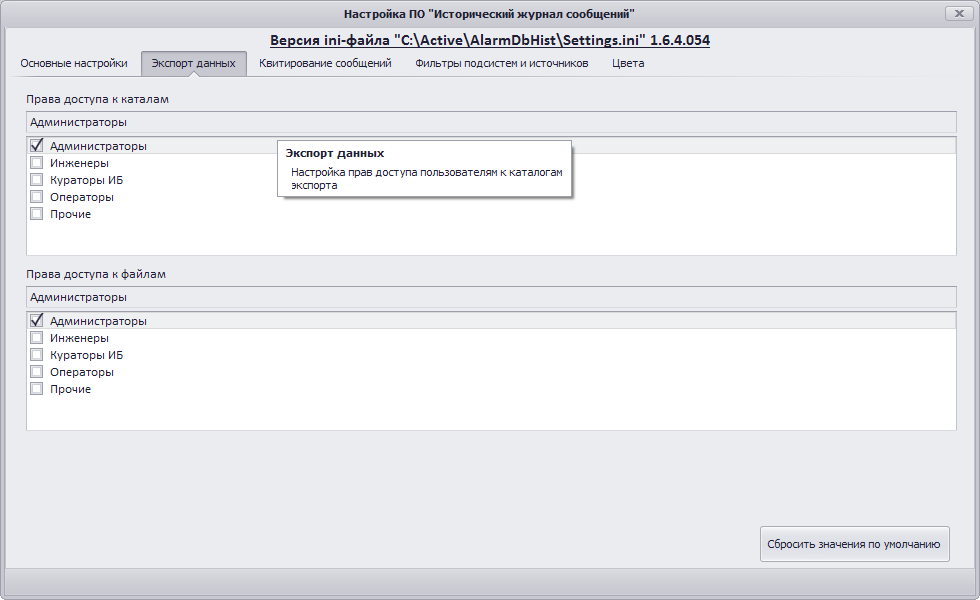 Настройка ПО "Исторический журнал сообщений"
Версия ini-файла "C:\Active\AlarmDbHist\Settings.ini" 1.6.4.054
Основные настройки Экспорт данных Квитирование сообщений Фильтры подсистем и источников Цвета
Права доступа к каталам
Администраторы
Администраторы
Инженеры
Кураторы ИБ
Операторы
Прочие
Экспорт данных
Настройка прав доступа пользователям к каталогам
экспорта
Права доступа к файлам
Администраторы
Администраторы
Инженеры
Кураторы ИБ
Операторы
Прочие
Сбросить значения по умолчанию